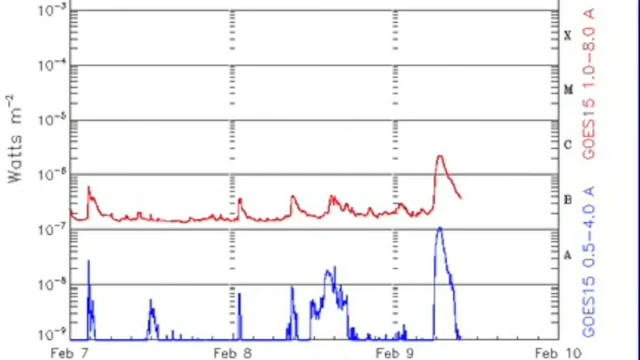 10⁻³
10⁻⁴
10⁻⁵
10⁻⁶
10⁻⁷
10⁻⁸
10⁻⁹
Watts m⁻²
X
M
C
B
A
GOES15 1.0-8.0 A
GOES15 0.5-4.0 A
Feb 7
Feb 8
Feb 9
Feb 10